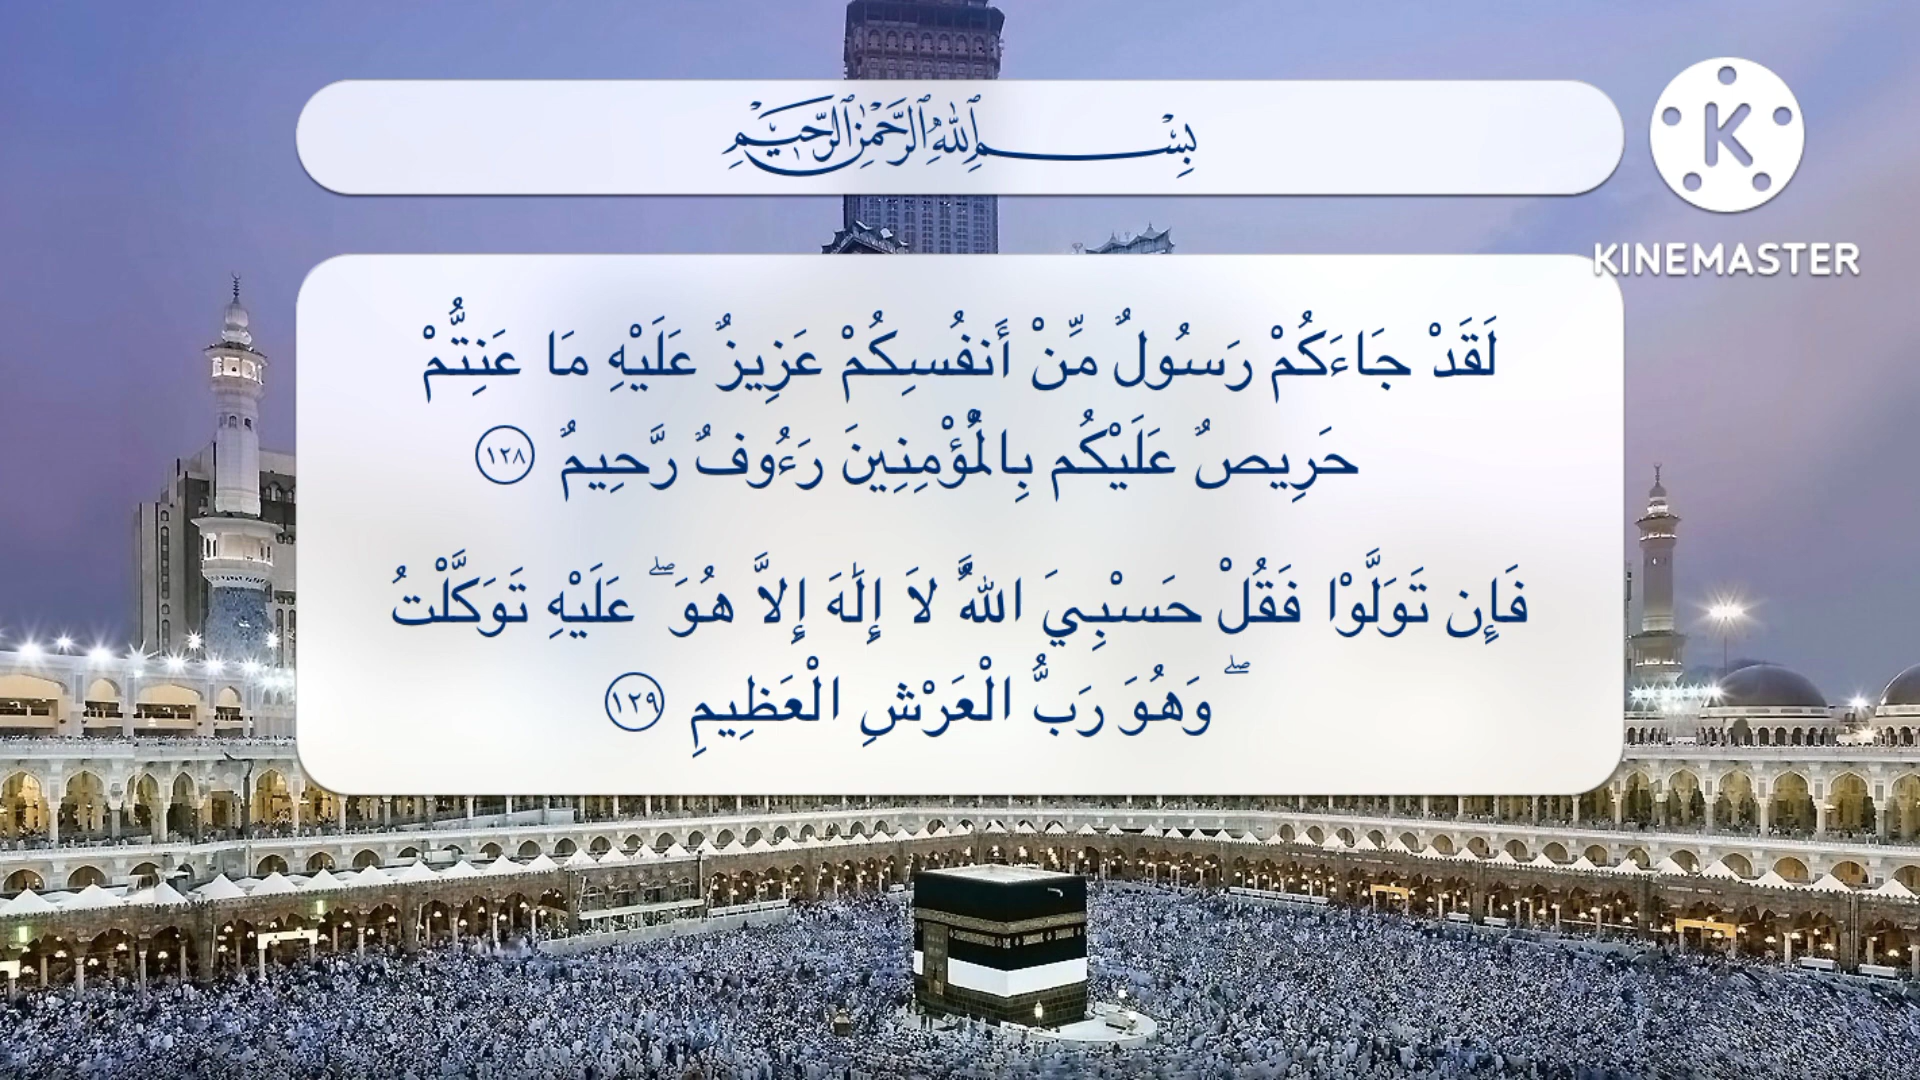 بِسْمِ ٱللَّهِ ٱلرَّحْمَٰنِ ٱلرَّحِيمِ
لَقَدْ جَاءَكُمْ رَسُولٌ مِّنْ أَنفُسِكُمْ عَزِيزٌ عَلَيْهِ مَا عَنِتُّمْ
حَرِيصٌ عَلَيْكُم بِالْمُؤْمِنِينَ رَءُوفٌ رَّحِيمٌ ١٢٨
فَإِن تَوَلَّوْا فَقُلْ حَسْبِيَ اللَّهُ لَا إِلَٰهَ إِلَّا هُوَ ۖ عَلَيْهِ تَوَكَّلْتُ
ۖ وَهُوَ رَبُّ الْعَرْشِ الْعَظِيمِ ١٢٩
K
KINEMASTER